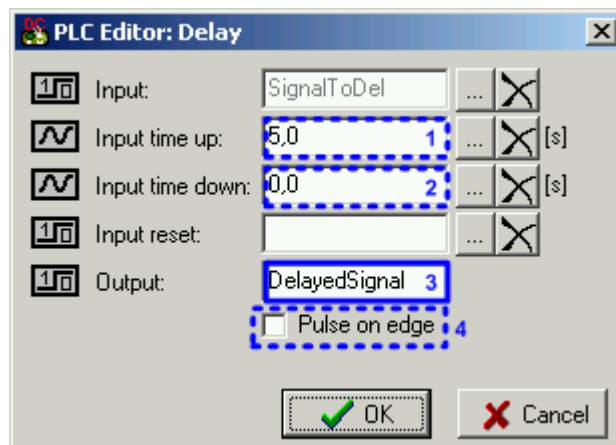 PLC Editor: Delay
Input: SignalToDel ...
Input time up: 5,0 1 ... [s]
Input time down: 0,0 2 ... [s]
Input reset: ...
Output: DelayedSignal 3
Pulse on edge 4
OK Cancel